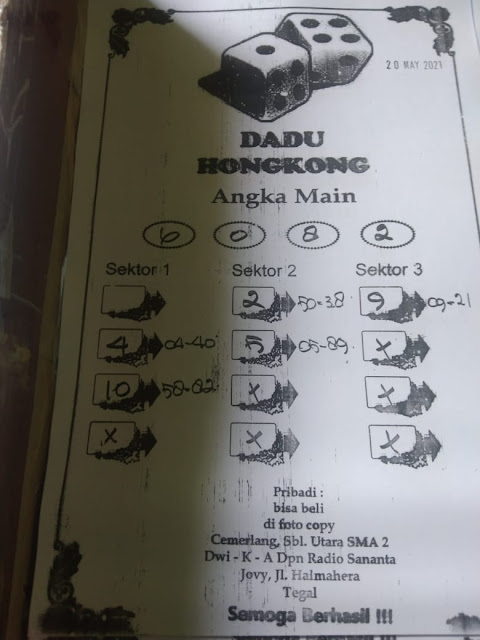 20 MAY 2021
DADU
HONGKONG
Angka Main
6 0 8 2
Sektor 1 Sektor 2 Sektor 3
2 50-38 9 09-21
4 04-40 5 05-89 x
10 58-82 x x
x x x
Pribadi :
bisa beli
di foto copy
Cemerlang, Sbl. Utara SMA 2
Dwi - K - A Dpn Radio Sananta
Jovy, Jl. Halmahera
Tegal
Semoga Berhasil !!!